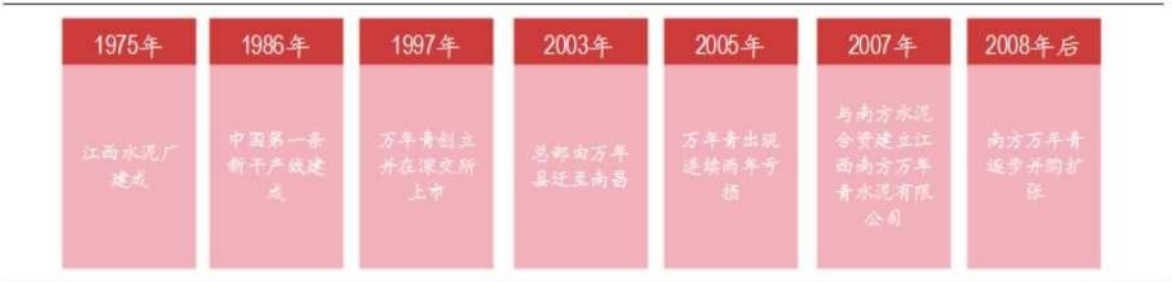 1975年
江西水泥厂
建成
1986年
中国第一条
新干产线建
成
1997年
万年青创立
并在深交所
上市
2003年
总部由万年
县迁至南昌
2005年
万年青出现
连续两年亏
损
2007年
与南方水泥
合资建立江
西南方万年
青水泥有限
公司
2008年后
南方万年青
逐步并购扩
张